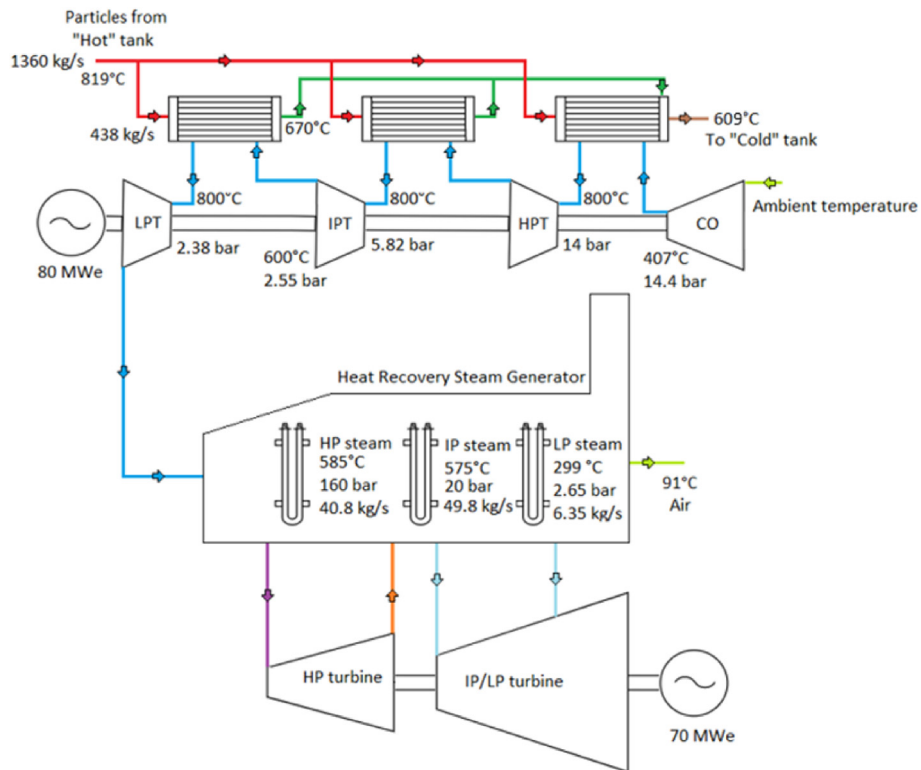 Particles from
"Hot" tank
1360 kg/s
819°C
438 kg/s
670°C
609°C
To "Cold" tank
800°C
800°C
800°C
Ambient temperature
LPT
IPT
HPT
CO
2.38 bar
5.82 bar
14 bar
600°C
2.55 bar
407°C
14.4 bar
80 MWe
Heat Recovery Steam Generator
HP steam
585°C
160 bar
40.8 kg/s
IP steam
575°C
20 bar
49.8 kg/s
LP steam
299 °C
2.65 bar
6.35 kg/s
91°C
Air
HP turbine
IP/LP turbine
70 MWe